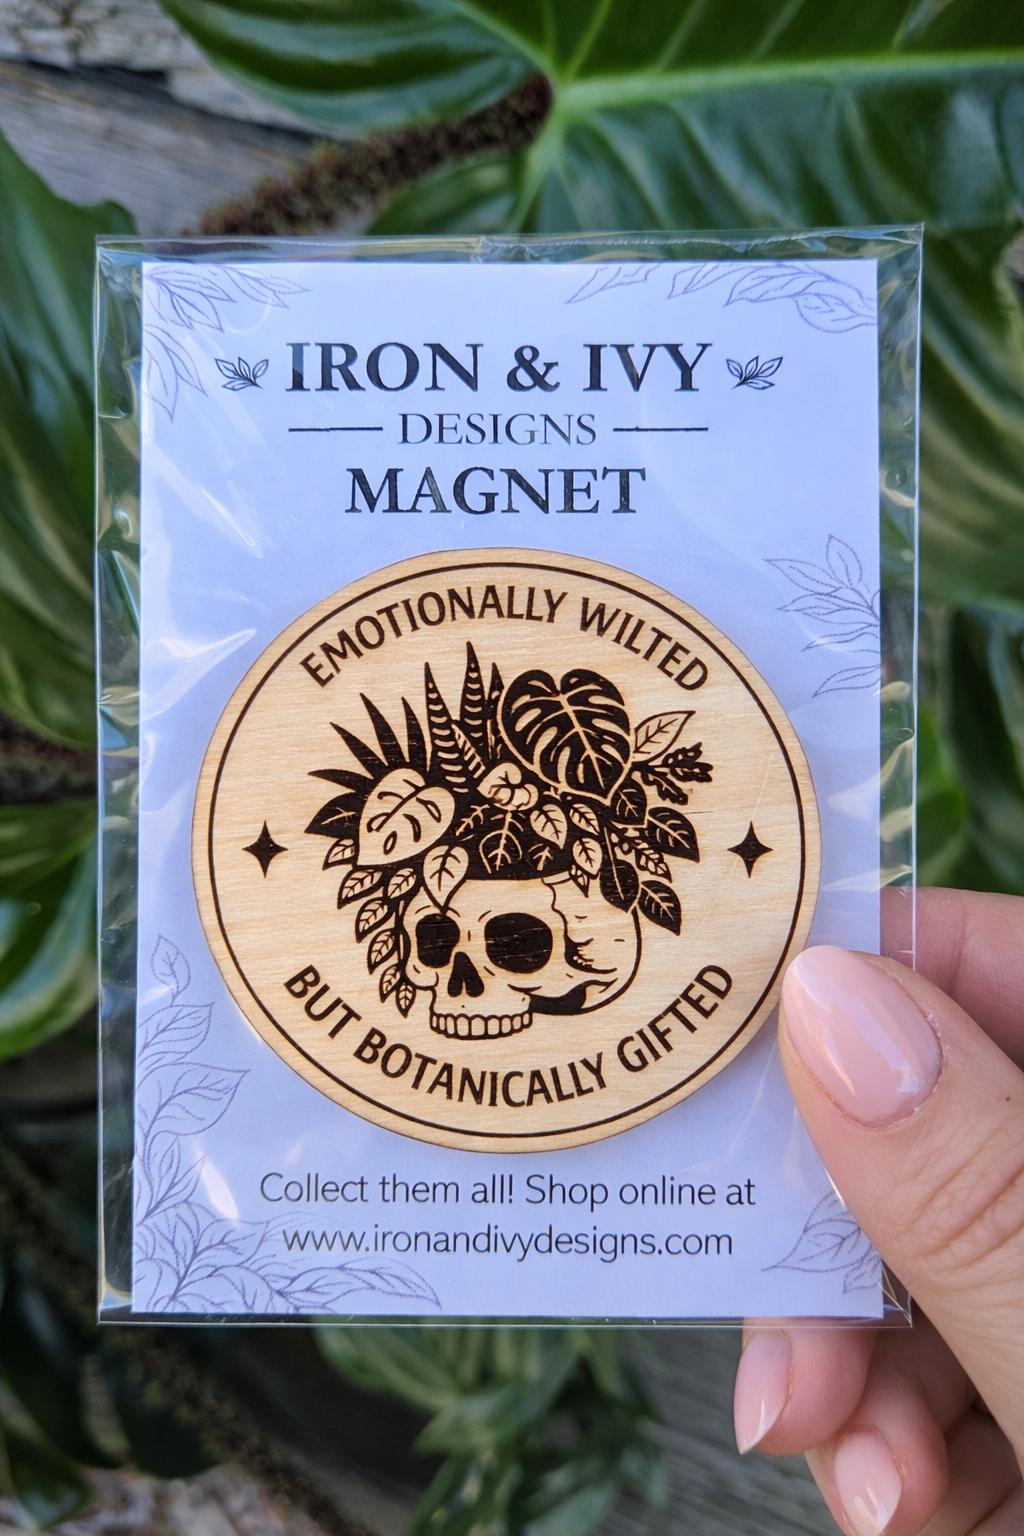 IRON & IVY
DESIGNS
MAGNET
EMOTIONALLY WILTED
BUT BOTANICALLY GIFTED
Collect them all! Shop online at
www.ironandivydesigns.com